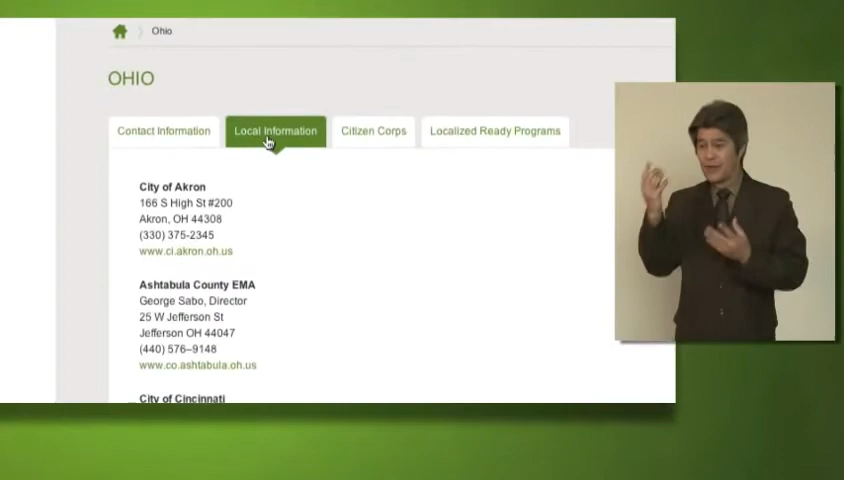 Ohio
OHIO
Contact Information
Local Information
Citizen Corps
Localized Ready Programs
City of Akron
166 S High St #200
Akron, OH 44308
(330) 375-2345
www.ci.akron.oh.us
Ashtabula County EMA
George Sabo, Director
25 W Jefferson St
Jefferson OH 44047
(440) 576–9148
www.co.ashtabula.oh.us
City of Cincinnati